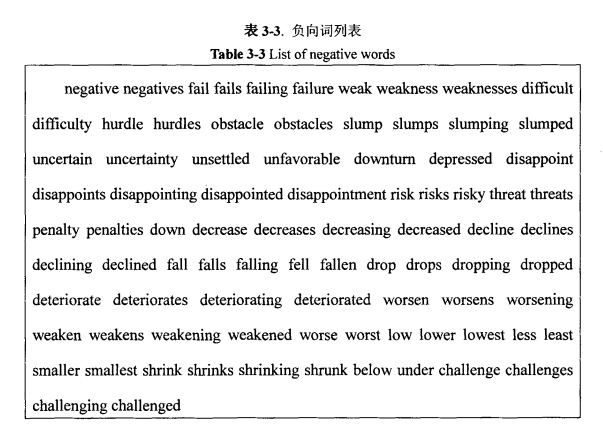 表 3-3. 负向词列表
Table 3-3 List of negative words
negative negatives fail fails failing failure weak weakness weaknesses difficult
difficulty hurdle hurdles obstacle obstacles slump slumps slumping slumped
uncertain uncertainty unsettled unfavorable downturn depressed disappoint
disappoints disappointing disappointed disappointment risk risks risky threat threats
penalty penalties down decrease decreases decreasing decreased decline declines
declining declined fall falls falling fell fallen drop drops dropping dropped
deteriorate deteriorates deteriorating deteriorated worsen worsens worsening
weaken weakens weakening weakened worse worst low lower lowest less least
smaller smallest shrink shrinks shrinking shrunk below under challenge challenges
challenging challenged